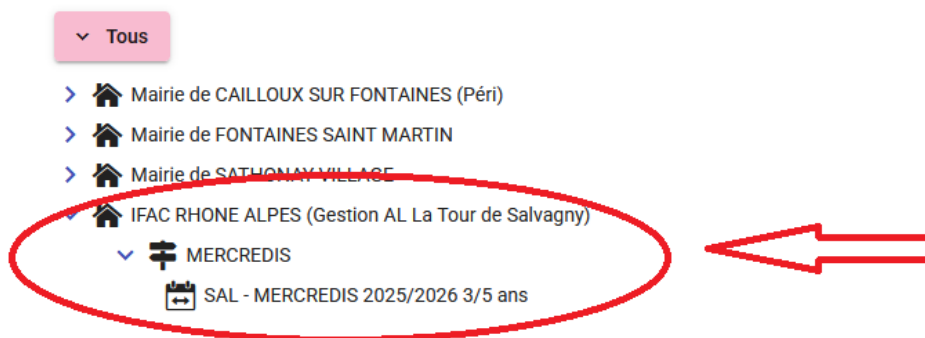 Tous
Mairie de CAILLOUX SUR FONTAINES (Péri)
Mairie de FONTAINES SAINT MARTIN
Mairie de SATHONAY VILLAGE
IFAC RHONE ALPES (Gestion AL La Tour de Salvagny)
MERCREDIS
SAL - MERCREDIS 2025/2026 3/5 ans